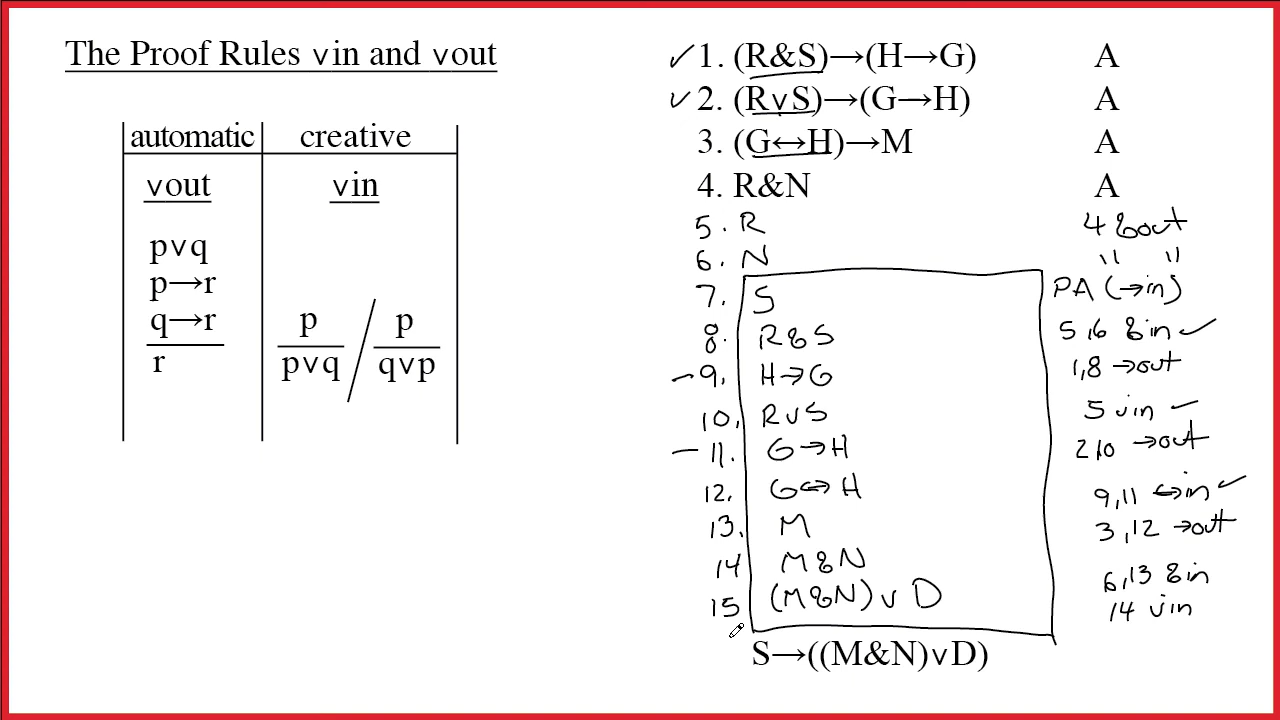 The Proof Rules ∨in and ∨out
automatic creative
∨out ∨in
p∨q
p→r
q→r p / p
r p∨q q∨p
✓1. (R&S)→(H→G) A
✓2. (R∨S)→(G→H) A
3. (G↔H)→M A
4. R&N A
5. R 4 &out
6. N " "
7. S PA (→in)
8. R&S 5,6 &in ✓
–9. H→G 1,8 →out
10. R∨S 5 ∨in ✓
–11. G→H 2,10 →out
12. G↔H 9,11 ↔in ✓
13. M 3,12 →out
14 M&N 6,13 &in
15 (M&N)∨D 14 ∨in
S→((M&N)∨D)